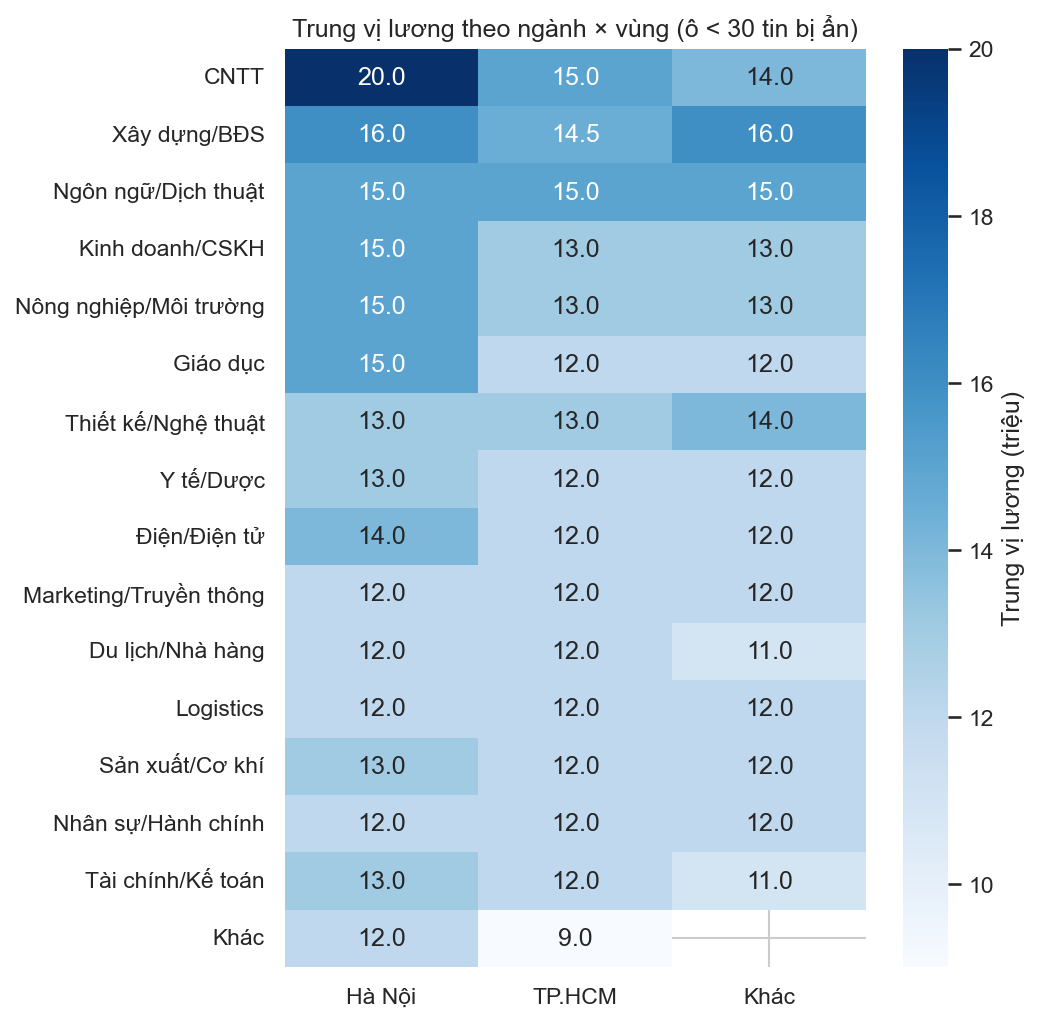 Trung vị lương theo ngành × vùng (ô < 30 tin bị ẩn)
CNTT 20.0 15.0 14.0
Xây dựng/BĐS 16.0 14.5 16.0
Ngôn ngữ/Dịch thuật 15.0 15.0 15.0
Kinh doanh/CSKH 15.0 13.0 13.0
Nông nghiệp/Môi trường 15.0 13.0 13.0
Giáo dục 15.0 12.0 12.0
Thiết kế/Nghệ thuật 13.0 13.0 14.0
Y tế/Dược 13.0 12.0 12.0
Điện/Điện tử 14.0 12.0 12.0
Marketing/Truyền thông 12.0 12.0 12.0
Du lịch/Nhà hàng 12.0 12.0 11.0
Logistics 12.0 12.0 12.0
Sản xuất/Cơ khí 13.0 12.0 12.0
Nhân sự/Hành chính 12.0 12.0 12.0
Tài chính/Kế toán 13.0 12.0 11.0
Khác 12.0 9.0
Hà Nội TP.HCM Khác
20
18
16
14
12
10
Trung vị lương (triệu)